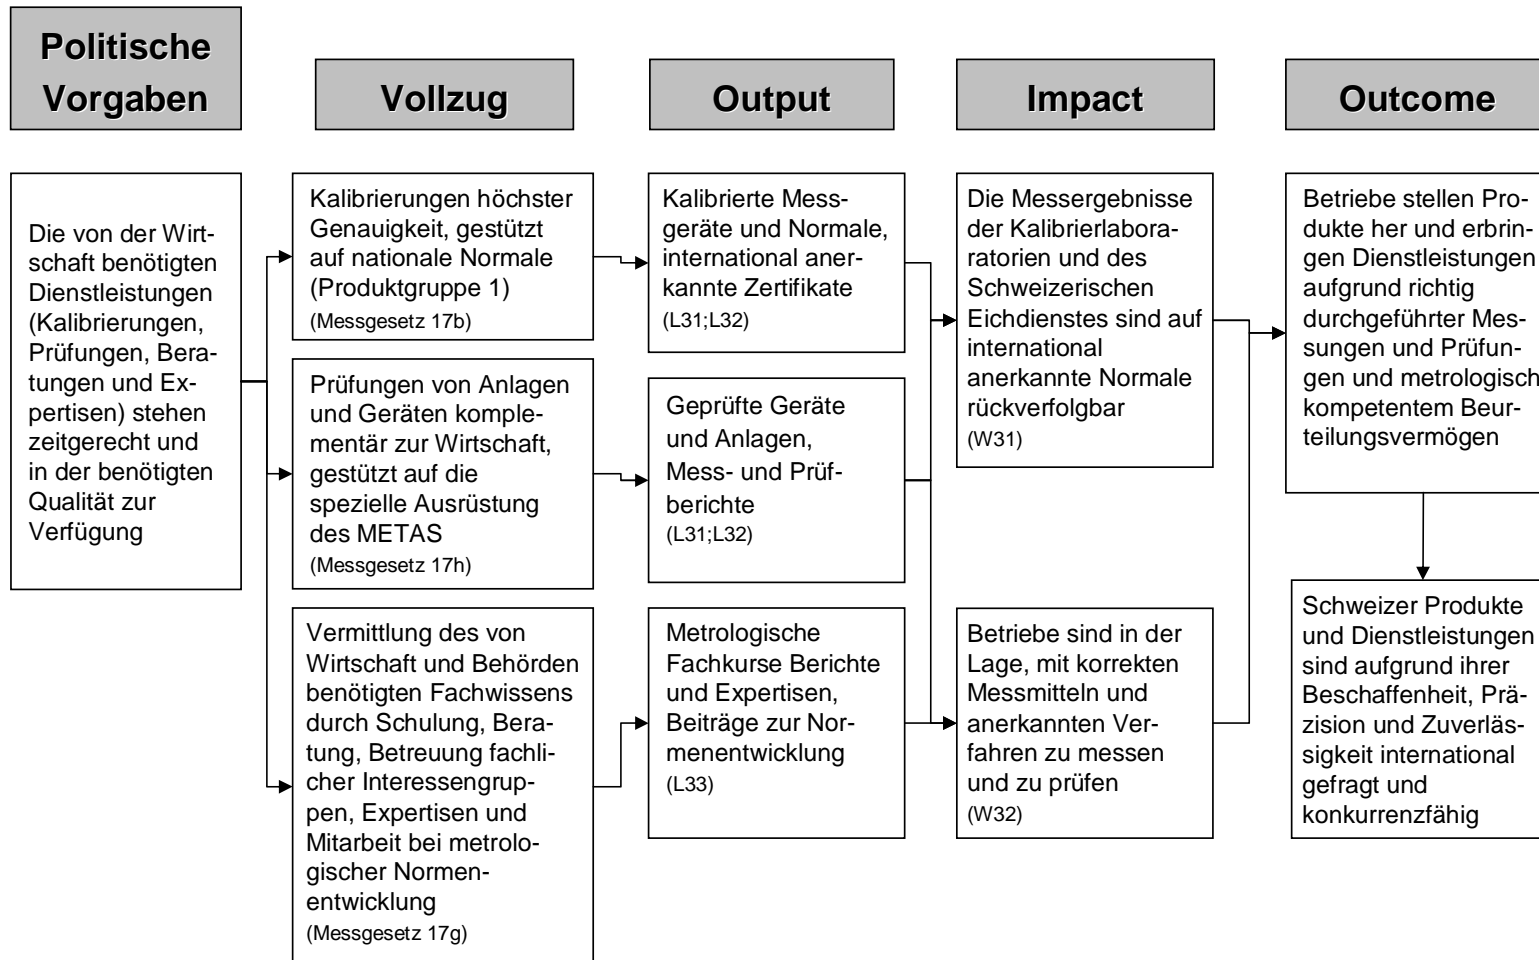 Politische
Vorgaben
Vollzug
Output
Impact
Outcome
Die von der Wirt-
schaft benötigten
Dienstleistungen
(Kalibrierungen,
Prüfungen, Bera-
tungen und Ex-
pertisen) stehen
zeitgerecht und
in der benötigten
Qualität zur
Verfügung
Kalibrierungen höchster
Genauigkeit, gestützt
auf nationale Normale
(Produktgruppe 1)
(Messgesetz 17b)
Prüfungen von Anlagen
und Geräten komple-
mentär zur Wirtschaft,
gestützt auf die
spezielle Ausrüstung
des METAS
(Messgesetz 17h)
Vermittlung des von
Wirtschaft und Behörden
benötigten Fachwissens
durch Schulung, Bera-
tung, Betreuung fachli-
cher Interessengrup-
pen, Expertisen und
Mitarbeit bei metrolo-
gischer Normen-
entwicklung
(Messgesetz 17g)
Kalibrierte Mess-
geräte und Normale,
international aner-
kannte Zertifikate
(L31;L32)
Geprüfte Geräte
und Anlagen,
Mess- und Prüf-
berichte
(L31;L32)
Metrologische
Fachkurse Berichte
und Expertisen,
Beiträge zur Nor-
menentwicklung
(L33)
Die Messergebnisse
der Kalibrierlabora-
ratorien und des
Schweizerischen
Eichdienstes sind auf
international
anerkannte Normale
rückverfolgbar
(W31)
Betriebe sind in der
Lage, mit korrekten
Messmitteln und
anerkannten Ver-
fahren zu messen
und zu prüfen
(W32)
Betriebe stellen Pro-
dukte her und erbrin-
gen Dienstleistungen
aufgrund richtig
durchgeführter Mes-
sungen und Prüfun-
gen und metrologisch
kompetentem Beur-
teilungsvermögen
Schweizer Produkte
und Dienstleistungen
sind aufgrund ihrer
Beschaffenheit, Prä-
zision und Zuverläs-
sigkeit international
gefragt und
konkurrenzfähig